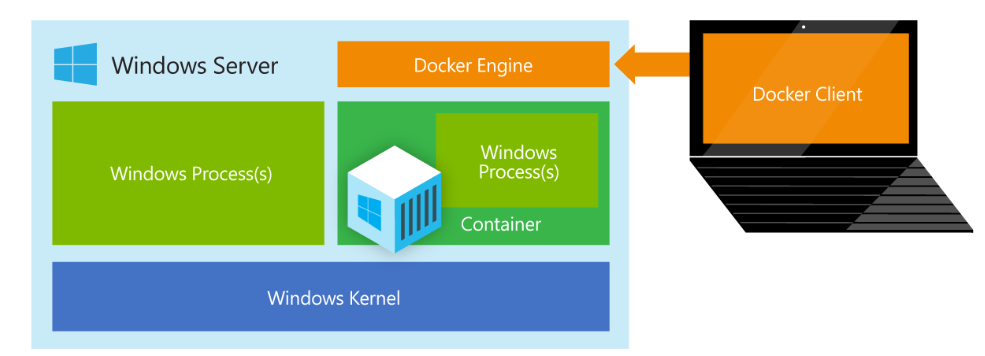 Windows Server
Docker Engine
Docker Client
Windows Process(s)
Windows
Process(s)
Container
Windows Kernel